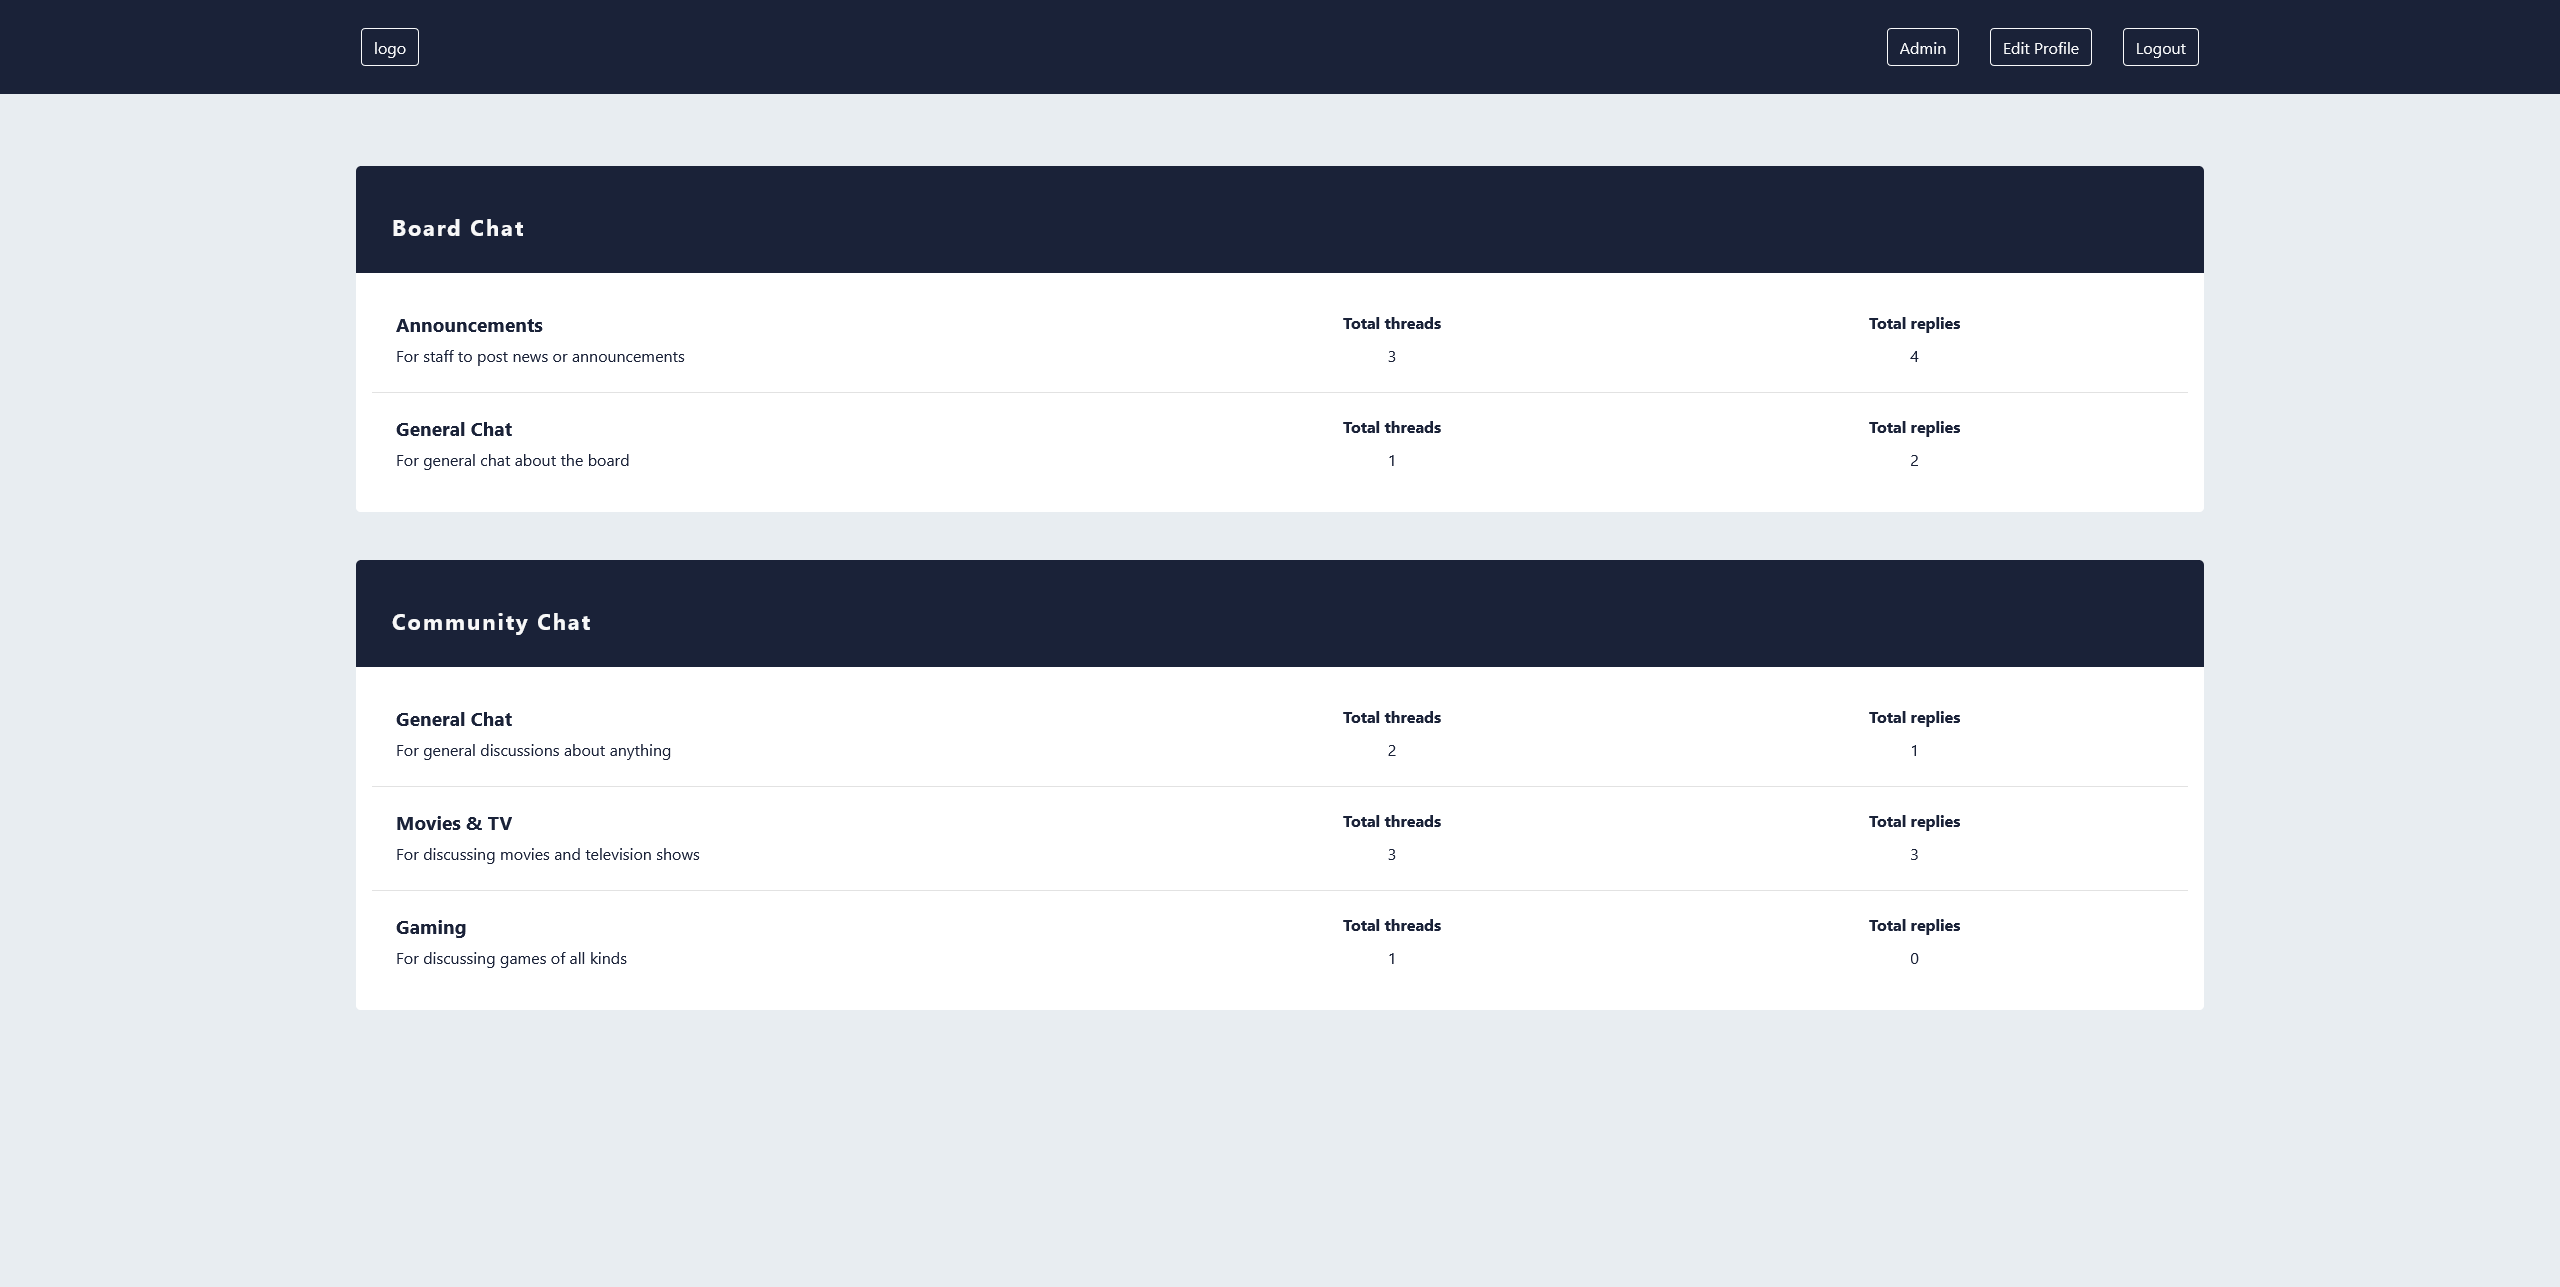 logo
Admin
Edit Profile
Logout
Board Chat
Announcements
Total threads
Total replies
For staff to post news or announcements
3
4
General Chat
Total threads
Total replies
For general chat about the board
1
2
Community Chat
General Chat
Total threads
Total replies
For general discussions about anything
2
1
Movies & TV
Total threads
Total replies
For discussing movies and television shows
3
3
Gaming
Total threads
Total replies
For discussing games of all kinds
1
0